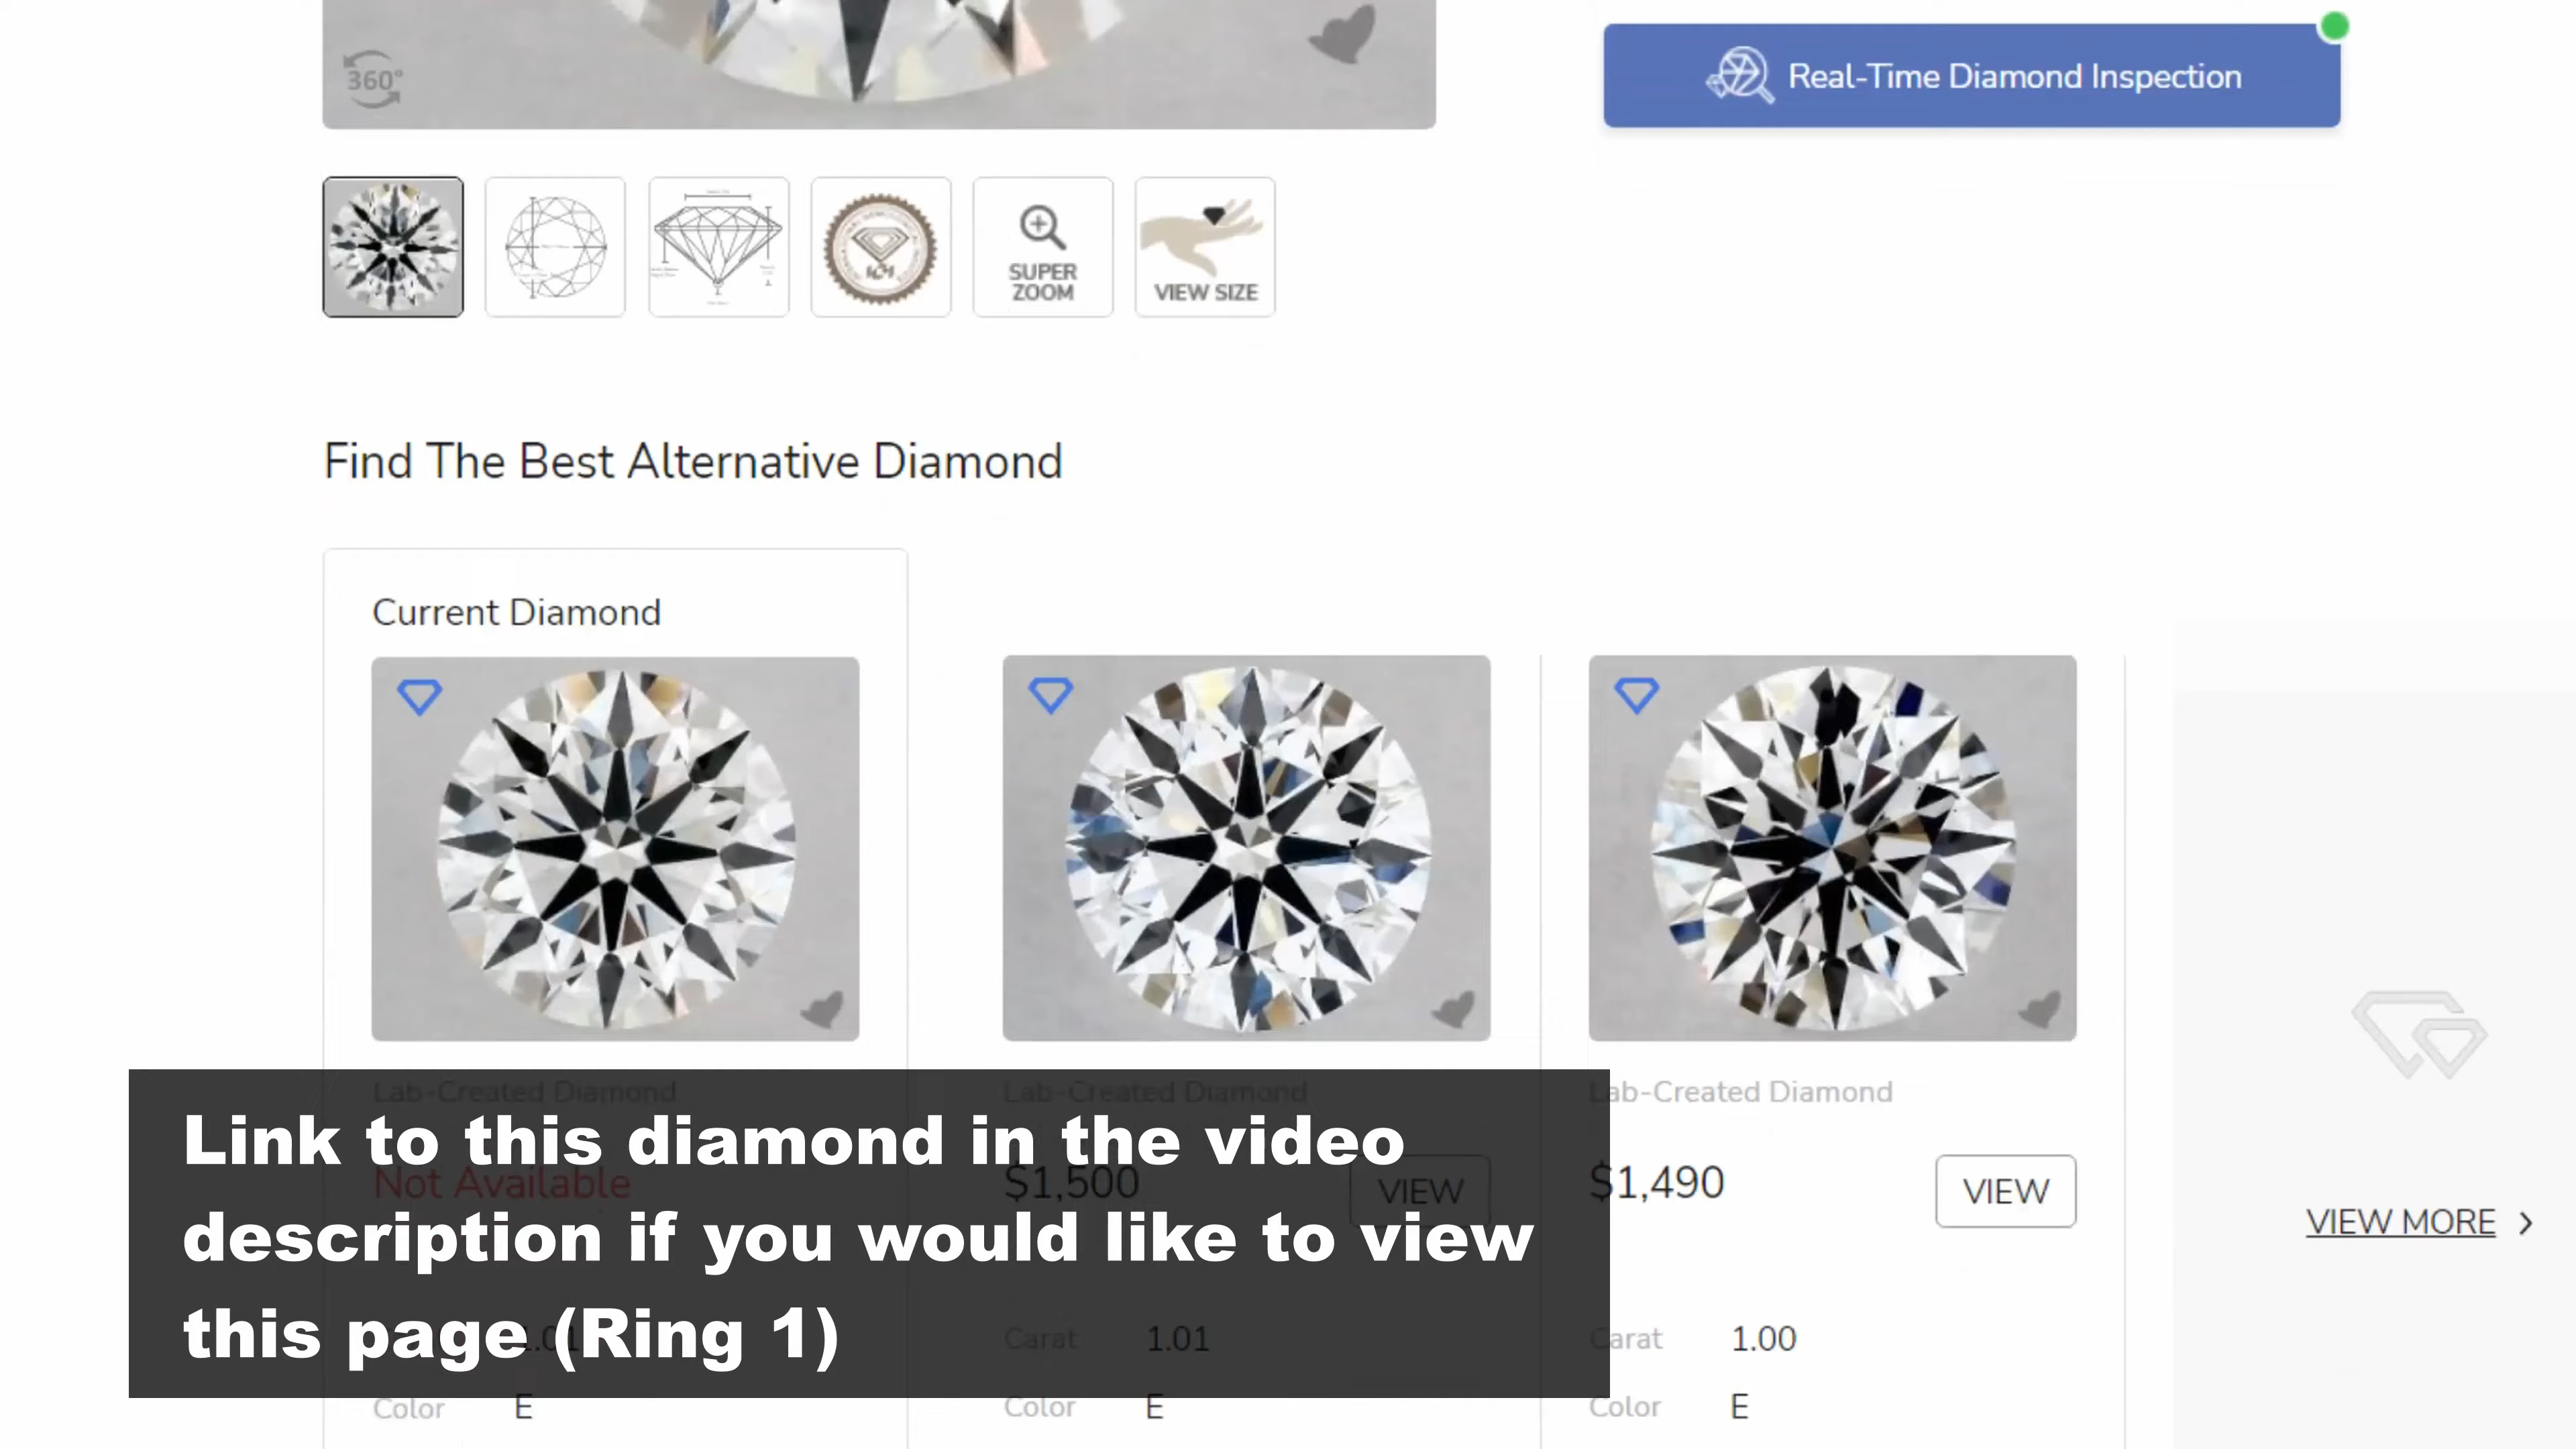 360°
Real-Time Diamond Inspection
SUPER
ZOOM
VIEW SIZE
Find The Best Alternative Diamond
Current Diamond
Lab-Created Diamond
Lab-Created Diamond
Lab-Created Diamond
Link to this diamond in the video
description if you would like to view
this page (Ring 1)
Not Available
$1,500
VIEW
$1,490
VIEW
VIEW MORE >
1.01
Carat 1.01
Carat 1.00
Color E
Color E
Color E